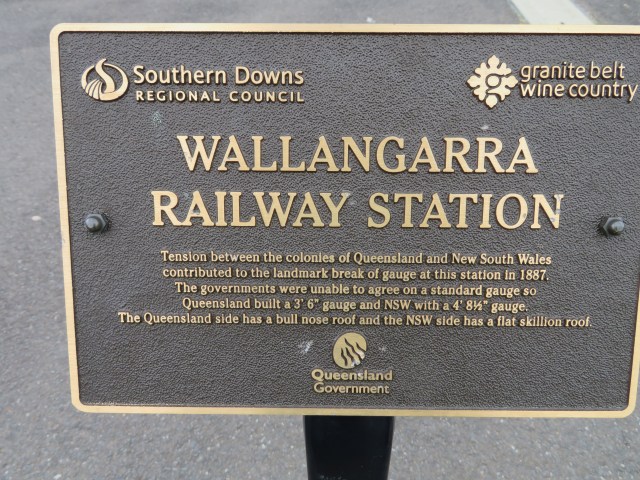 Southern Downs
REGIONAL COUNCIL
granite belt
wine country
WALLANGARRA
RAILWAY STATION
Tension between the colonies of Queensland and New South Wales
contributed to the landmark break of gauge at this station in 1887.
The governments were unable to agree on a standard gauge so
Queensland built a 3' 6" gauge and NSW with a 4' 8½" gauge.
The Queensland side has a bull nose roof and the NSW side has a flat skillion roof.
Queensland
Government